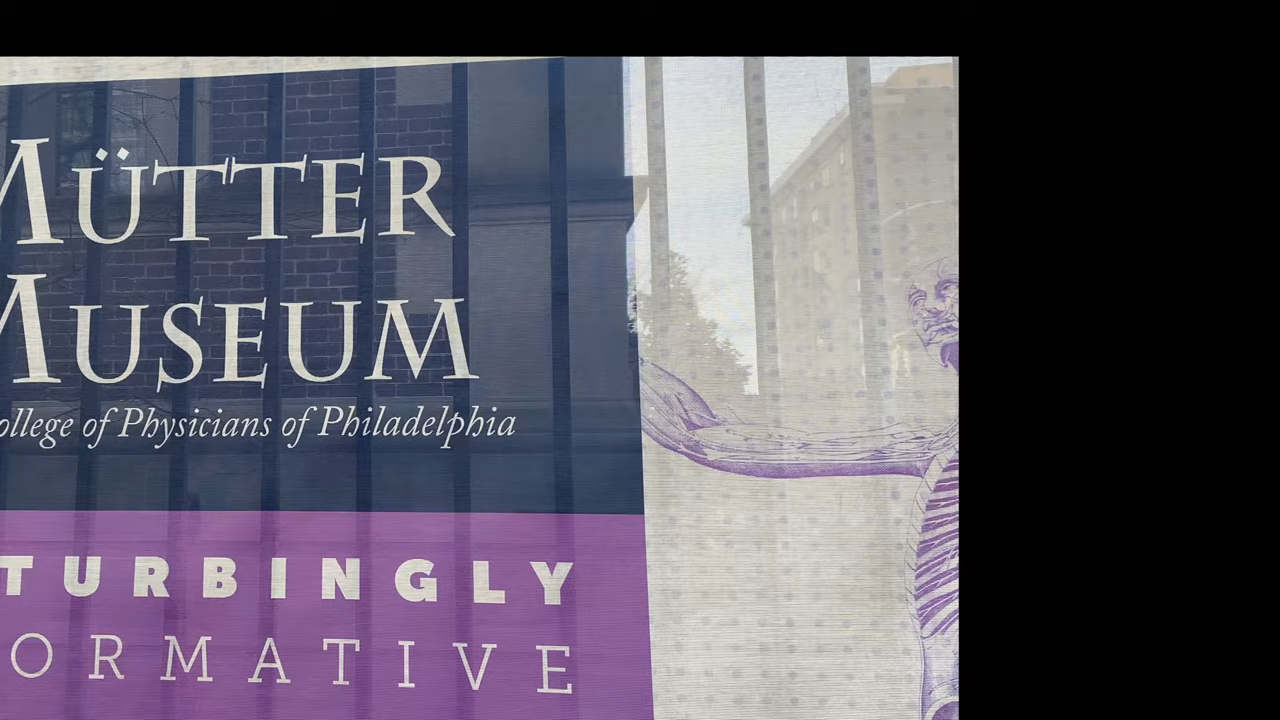 MÜTTER
MUSEUM
ollege of Physicians of Philadelphia
TURBINGLY
ORMATIVE